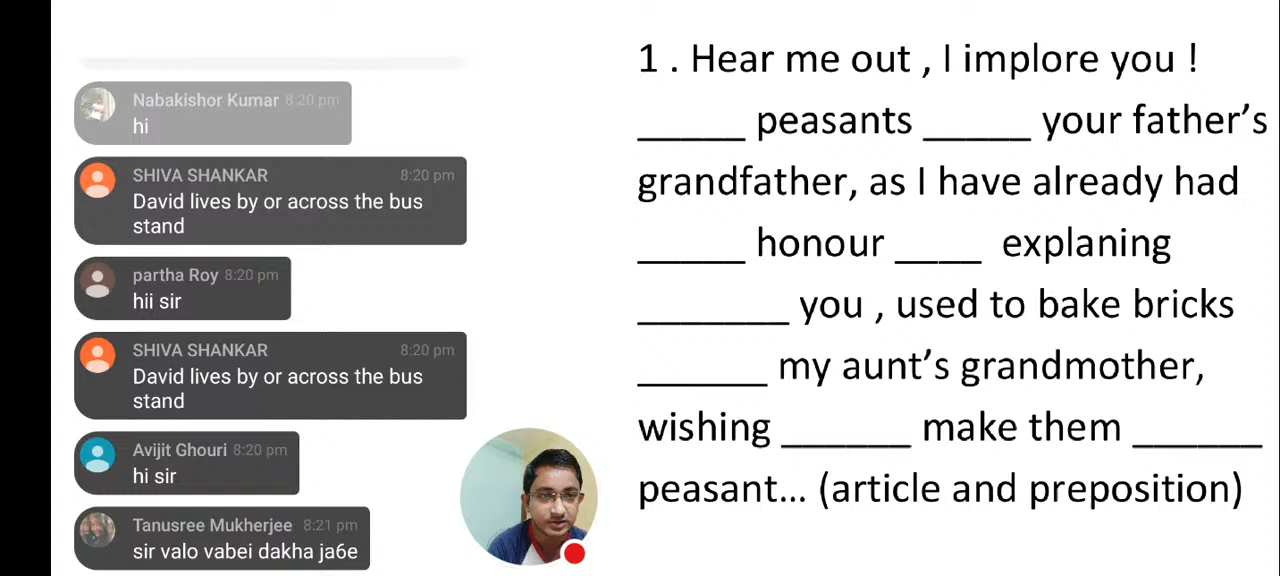 Nabakishor Kumar 8:20 pm
hi
SHIVA SHANKAR 8:20 pm
David lives by or across the bus
stand
partha Roy 8:20 pm
hii sir
SHIVA SHANKAR 8:20 pm
David lives by or across the bus
stand
Avijit Ghouri 8:20 pm
hi sir
Tanusree Mukherjee 8:21 pm
sir valo vabei dakha ja6e
1 . Hear me out , I implore you !
_____ peasants _____ your father’s
grandfather, as I have already had
_____ honour ____ explaning
_______ you , used to bake bricks
______ my aunt’s grandmother,
wishing ______ make them ______
peasant... (article and preposition)